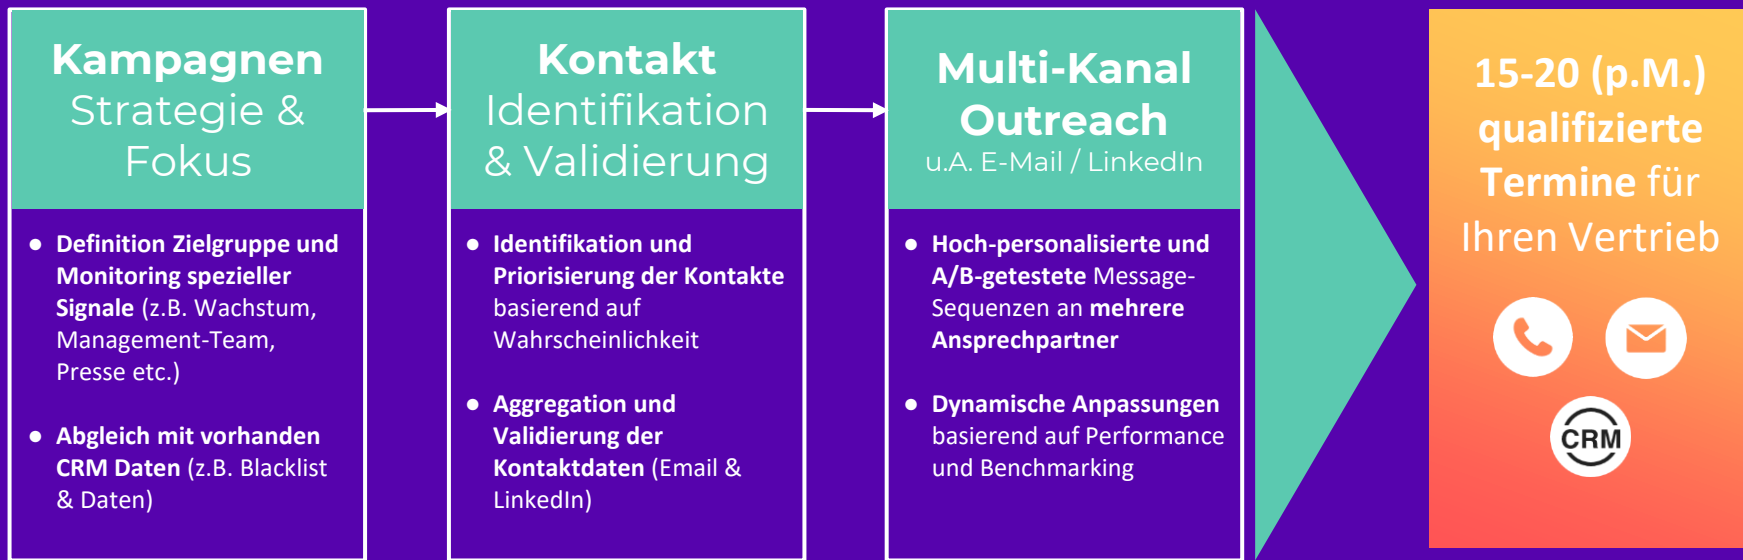 Kampagnen
Strategie &
Fokus
● Definition Zielgruppe und
Monitoring spezieller
Signale (z.B. Wachstum,
Management-Team,
Presse etc.)
● Abgleich mit vorhanden
CRM Daten (z.B. Blacklist
& Daten)
Kontakt
Identifikation
& Validierung
● Identifikation und
Priorisierung der Kontakte
basierend auf
Wahrscheinlichkeit
● Aggregation und
Validierung der
Kontaktdaten (Email &
LinkedIn)
Multi-Kanal
Outreach
u.A. E-Mail / LinkedIn
● Hoch-personalisierte und
A/B-getestete Message-
Sequenzen an mehrere
Ansprechpartner
● Dynamische Anpassungen
basierend auf Performance
und Benchmarking
15-20 (p.M.)
qualifizierte
Termine für
Ihren Vertrieb
CRM